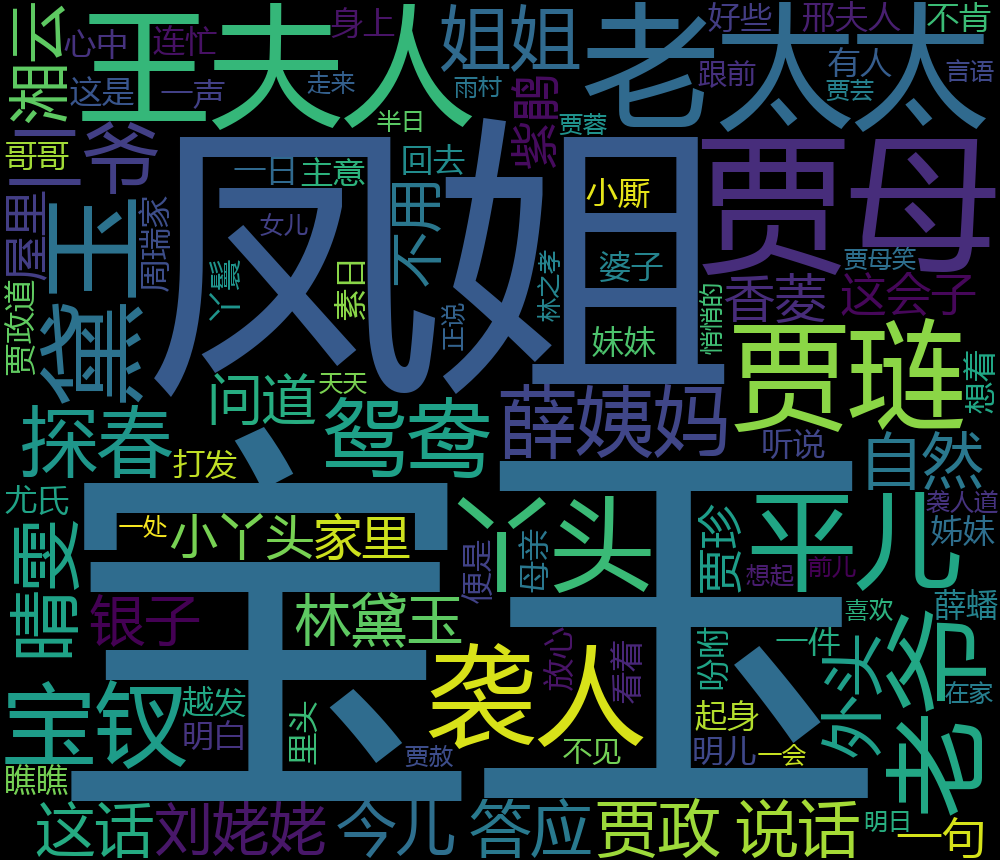 湘云
心中
连忙
王夫人
身上
姐姐
老太太
好些
邢夫人
不肯
这是
一声
走来
雨村
跟前
有人
贾芸
言语
哥哥
二爷
半日
紫鹃
贾蓉
凤姐
贾母
屋里
黛玉
周瑞家
一日
主意
回去
不用
小厮
女儿
丫鬟
素日
婆子
林之孝
贾母笑
香菱
这会子
贾政道
正说
妹妹
悄悄的
贾琏
想着
问道
天天
鸳鸯
薛姨妈
听说
自然
探春
打发
尤氏
宝玉
一处
小丫头
家里
丫头
便是
母亲
贾珍
平儿
袭人道
姊妹
晴雯
想起
前儿
银子
林黛玉
喜欢
薛蟠
袭人
放心
看着
吩咐
一件
外头
老爷
宝钗
越发
明白
里头
起身
在家
瞧瞧
贾赦
不见
明儿
一会
这话
刘姥姥
今儿
答应
贾政
说话
明日
一句